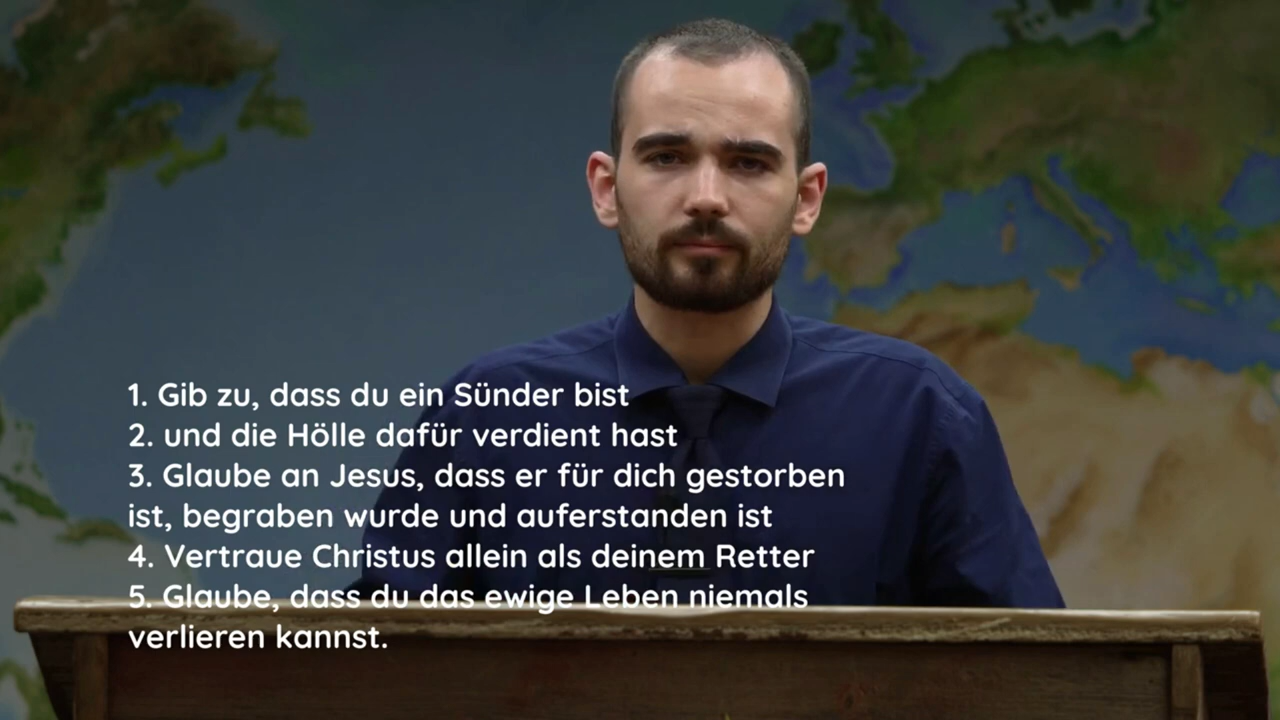 1. Gib zu, dass du ein Sünder bist
2. und die Hölle dafür verdient hast
3. Glaube an Jesus, dass er für dich gestorben
ist, begraben wurde und auferstanden ist
4. Vertraue Christus allein als deinem Retter
5. Glaube, dass du das ewige Leben niemals
verlieren kannst.